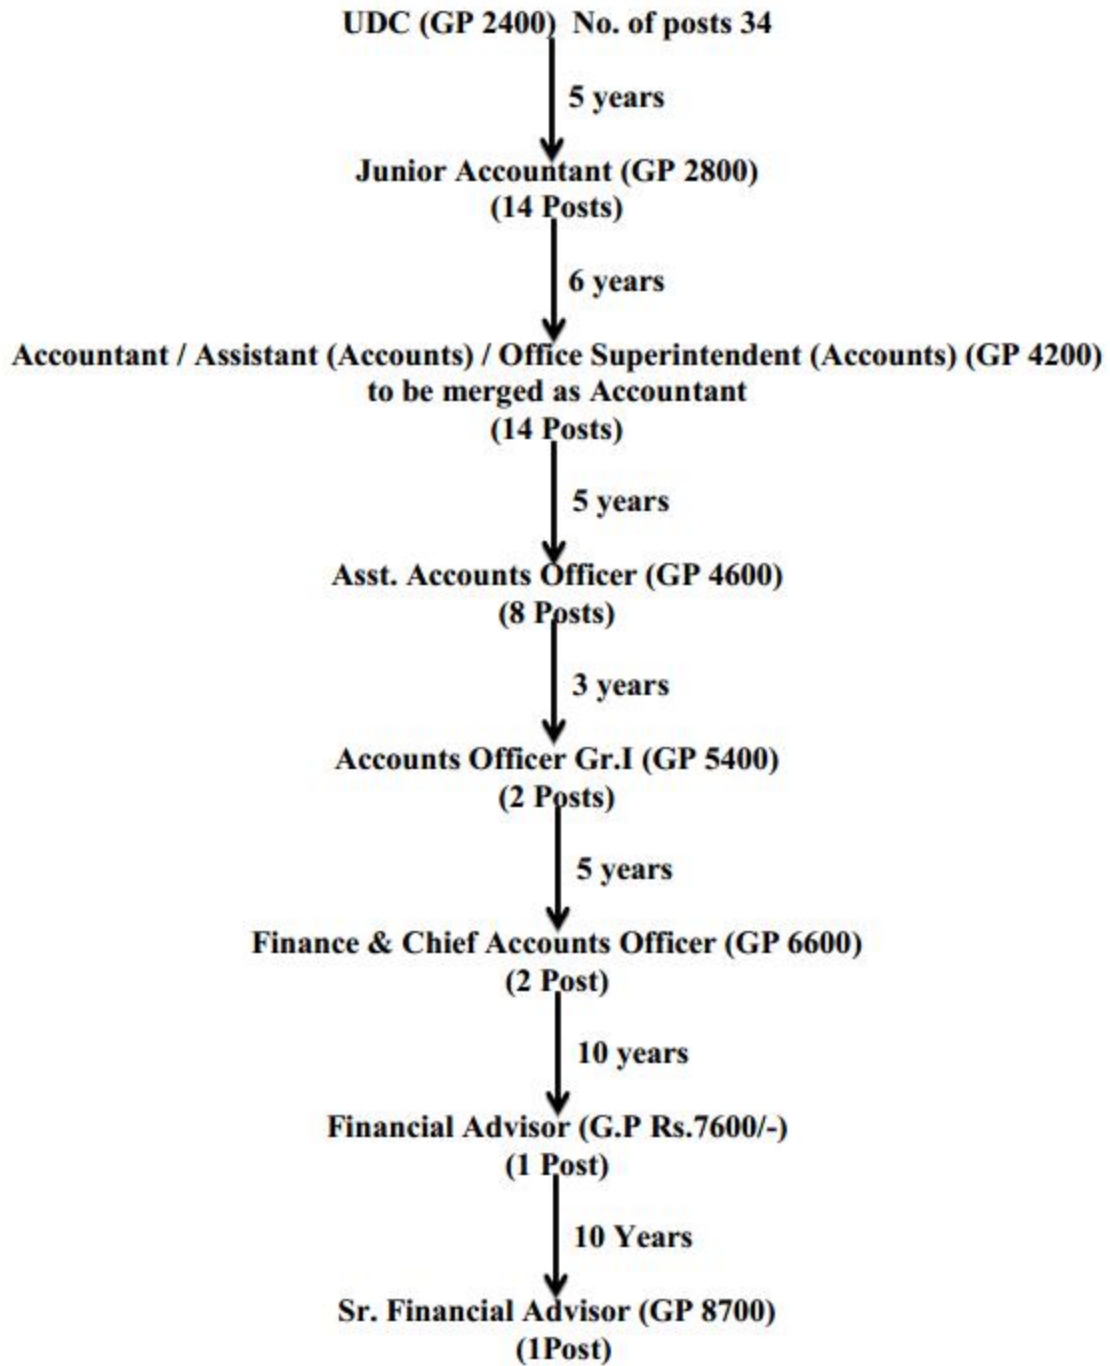 UDC (GP 2400)  No. of posts 34
5 years
Junior Accountant (GP 2800)
(14 Posts)
6 years
Accountant / Assistant (Accounts) / Office Superintendent (Accounts) (GP 4200)
to be merged as Accountant
(14 Posts)
5 years
Asst. Accounts Officer (GP 4600)
(8 Posts)
3 years
Accounts Officer Gr.I (GP 5400)
(2 Posts)
5 years
Finance & Chief Accounts Officer (GP 6600)
(2 Post)
10 years
Financial Advisor (G.P Rs.7600/-)
(1 Post)
10 Years
Sr. Financial Advisor (GP 8700)
(1Post)